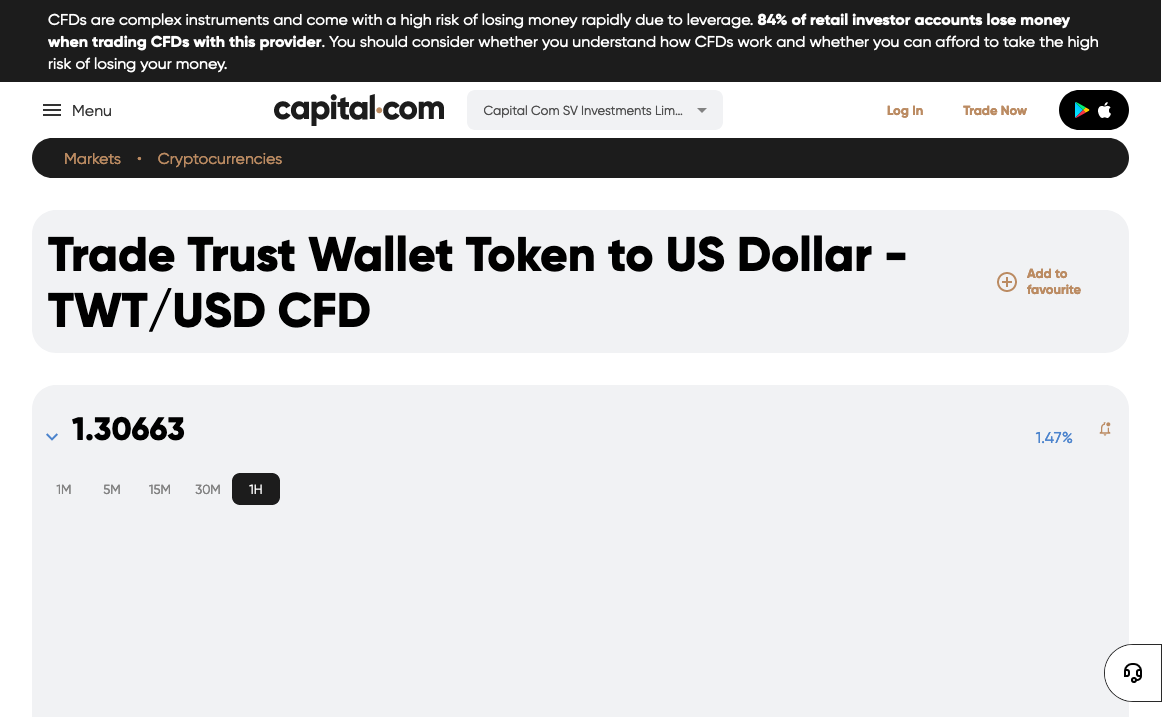 CFDs are complex instruments and come with a high risk of losing money rapidly due to leverage. 84% of retail investor accounts lose money
when trading CFDs with this provider. You should consider whether you understand how CFDs work and whether you can afford to take the high
risk of losing your money.
Menu
capital.com
Capital Com SV Investments Lim...
Log In
Trade Now
Markets • Cryptocurrencies
Trade Trust Wallet Token to US Dollar -
TWT/USD CFD
Add to
favourite
1.30663
1.47%
1M 5M 15M 30M 1H